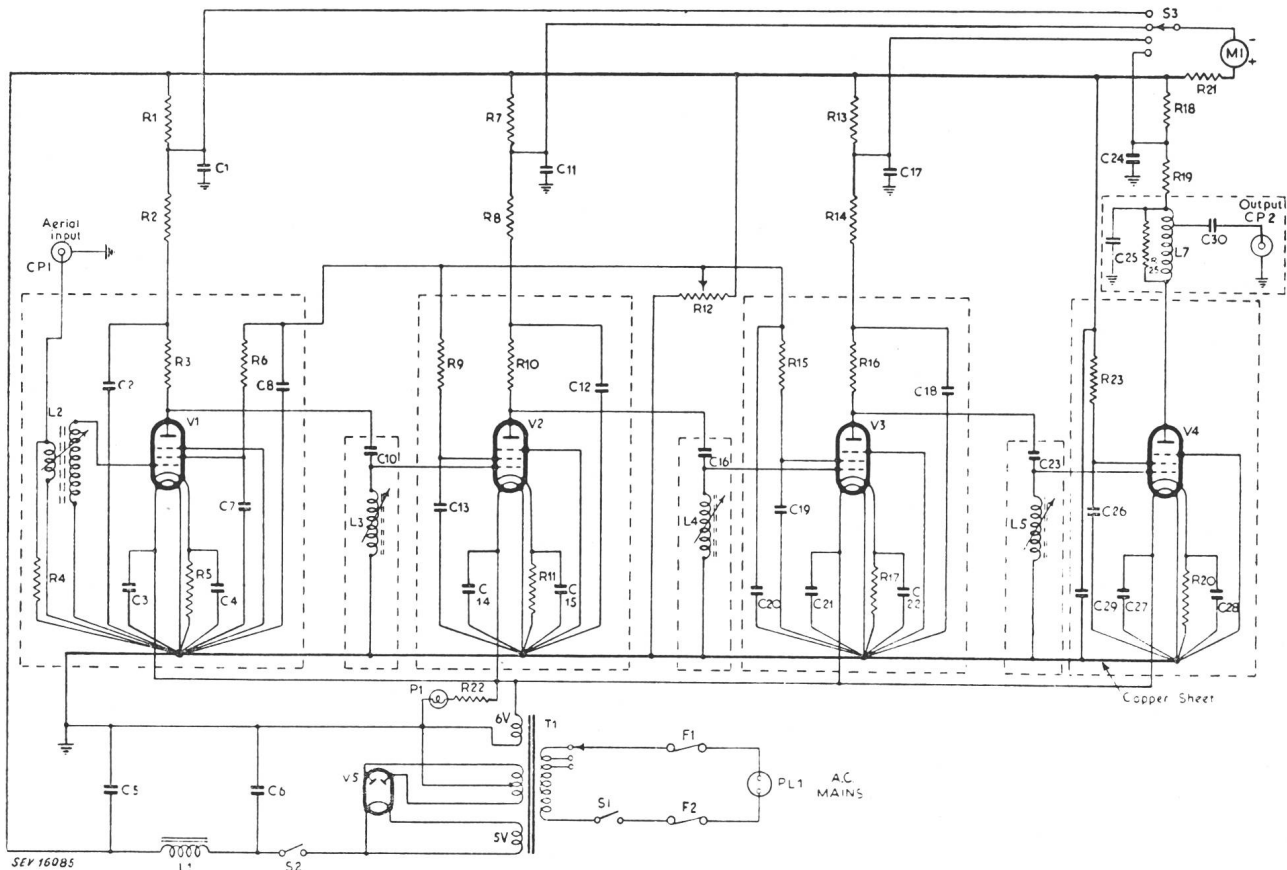 S3
M1
-
+
R21
R1
R7
R13
R18
C1
C11
C17
C24
R2
R8
R14
R19
Aerial
input
CP1
Output
CP2
C25
R
25
L7
C30
R12
C2
R3
R6
C8
R9
R10
C12
R15
R16
C18
R23
L2
V1
V2
V3
V4
C10
C16
C23
C7
L3
C13
L4
C19
L5
C26
R4
C3
R5
C4
C
14
R11
C
15
C20
C21
R17
C
22
C29
C27
R20
C28
Copper Sheet
P1
R22
6V
T1
F1
C5
C6
V5
PL1
A.C.
MAINS
S1
F2
5V
L1
S2
SEV 16085